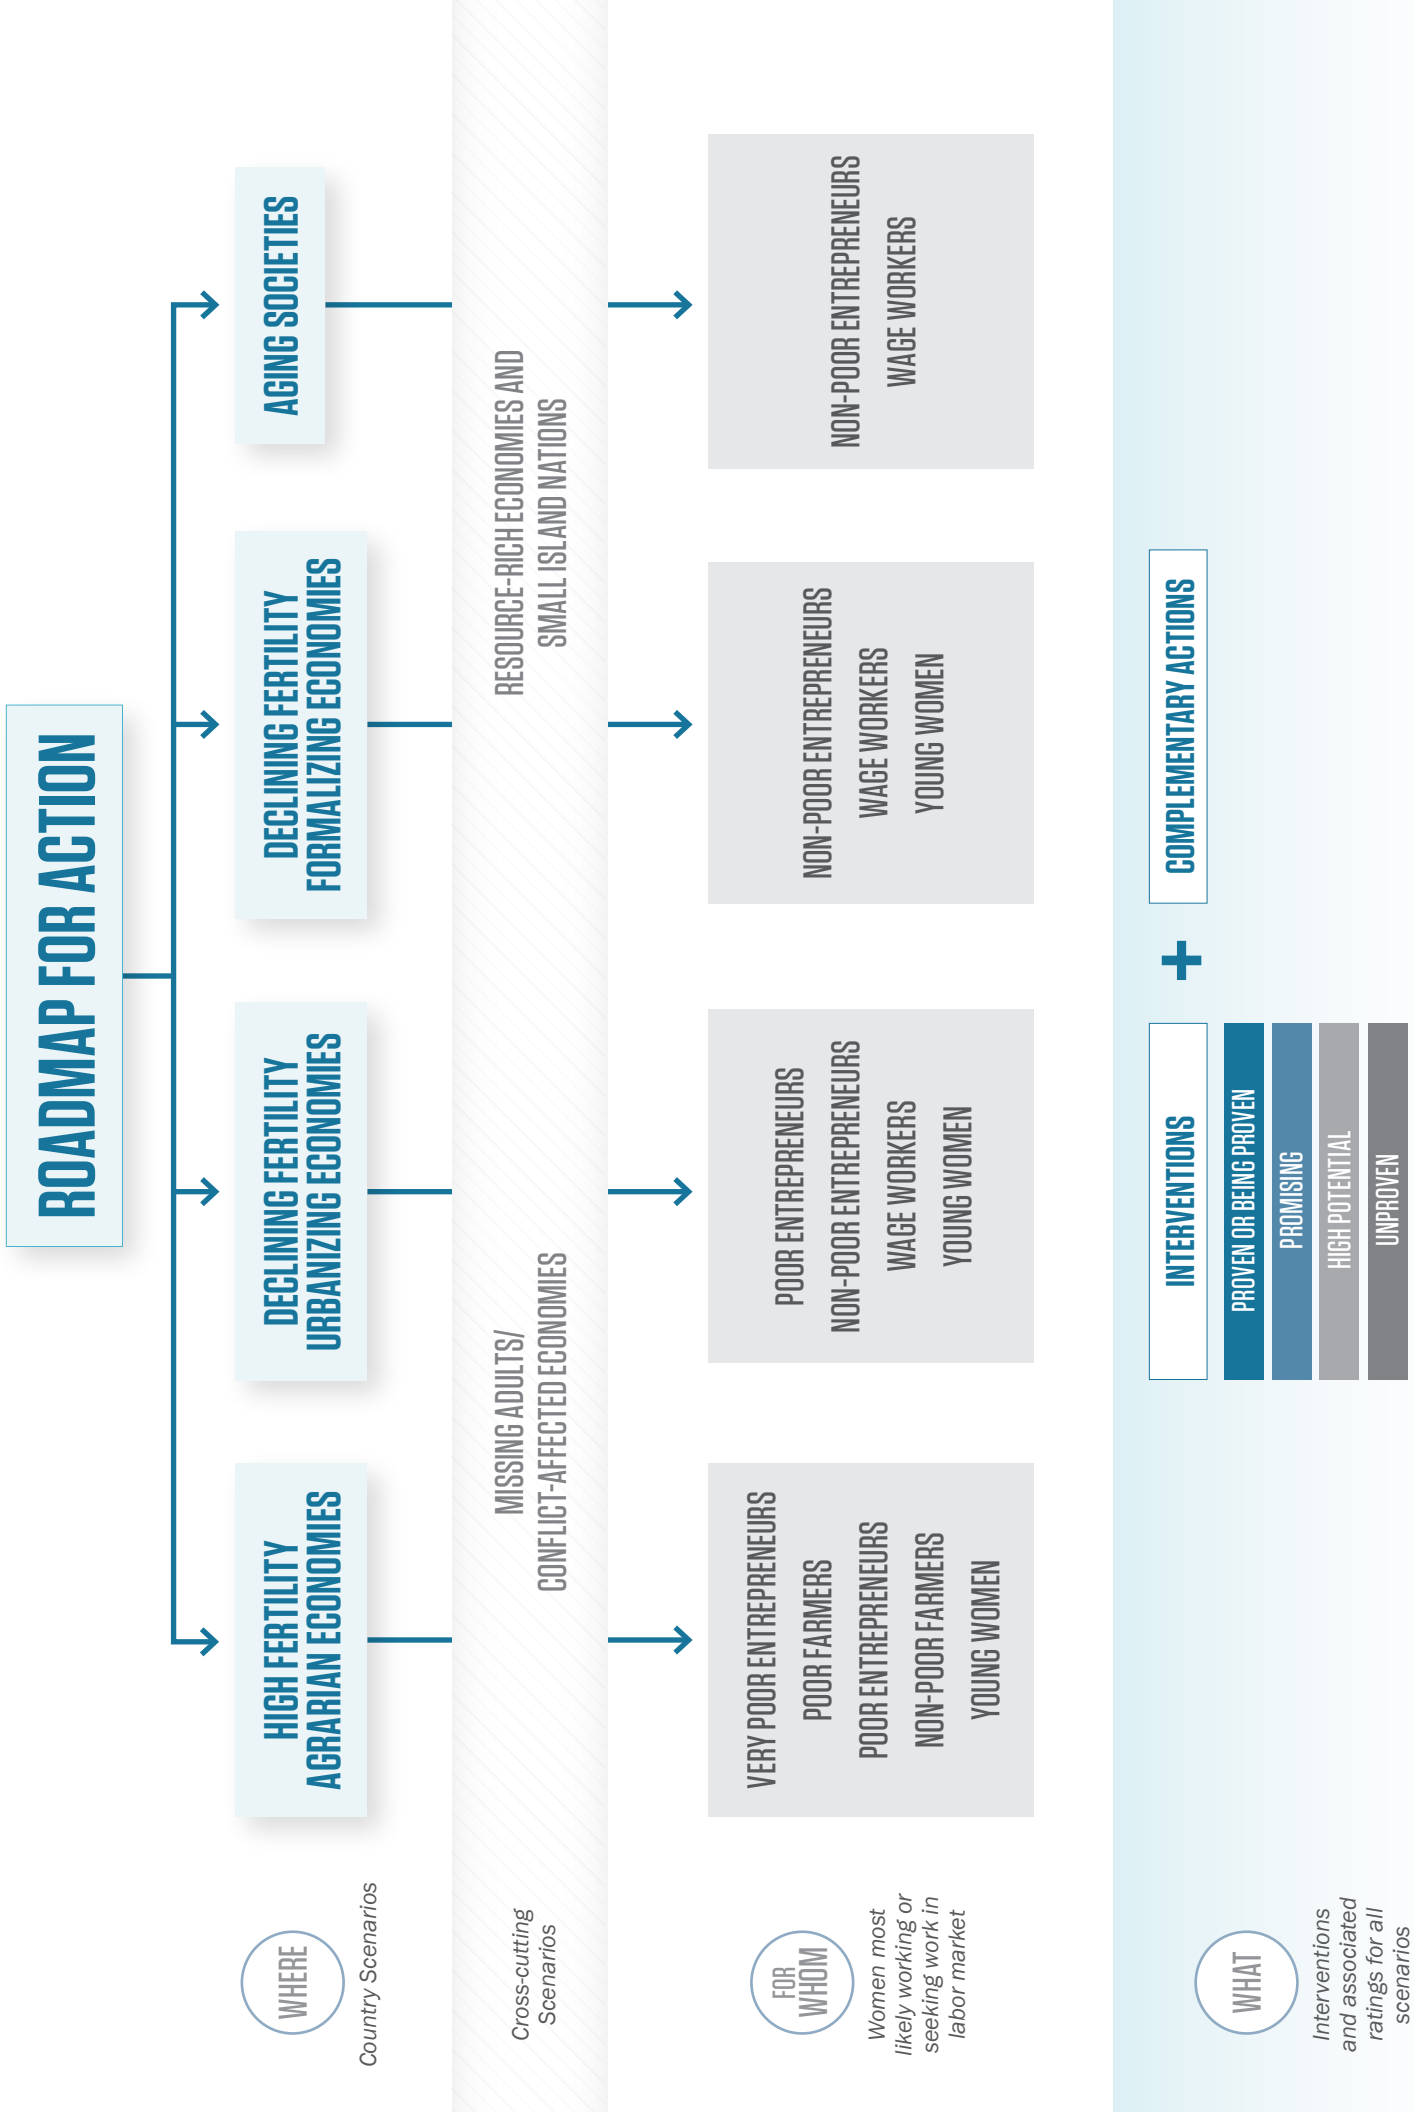 ROADMAP FOR ACTION
WHERE
Country Scenarios
HIGH FERTILITY
AGRARIAN ECONOMIES
DECLINING FERTILITY
URBANIZING ECONOMIES
DECLINING FERTILITY
FORMALIZING ECONOMIES
AGING SOCIETIES
Cross-cutting
Scenarios
MISSING ADULTS/
CONFLICT-AFFECTED ECONOMIES
RESOURCE-RICH ECONOMIES AND
SMALL ISLAND NATIONS
FOR
WHOM
Women most
likely working or
seeking work in
labor market
VERY POOR ENTREPRENEURS
POOR FARMERS
POOR ENTREPRENEURS
NON-POOR FARMERS
YOUNG WOMEN
POOR ENTREPRENEURS
NON-POOR ENTREPRENEURS
WAGE WORKERS
YOUNG WOMEN
NON-POOR ENTREPRENEURS
WAGE WORKERS
YOUNG WOMEN
NON-POOR ENTREPRENEURS
WAGE WORKERS
WHAT
Interventions
and associated
ratings for all
scenarios
INTERVENTIONS
+
COMPLEMENTARY ACTIONS
PROVEN OR BEING PROVEN
PROMISING
HIGH POTENTIAL
UNPROVEN